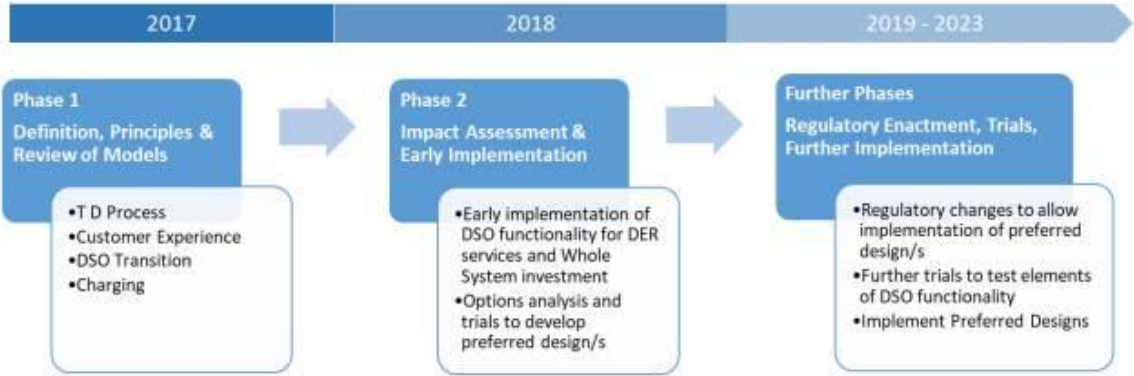 2017
2018
2019 - 2023
Phase 1
Definition, Principles &
Review of Models
•T D Process
•Customer Experience
•DSO Transition
•Charging
Phase 2
Impact Assessment &
Early Implementation
•Early implementation of
DSO functionality for DER
services and Whole
System investment
•Options analysis and
trials to develop
preferred design/s
Further Phases
Regulatory Enactment, Trials,
Further Implementation
•Regulatory changes to allow
implementation of preferred
design/s
•Further trials to test elements
of DSO functionality
•Implement Preferred Designs